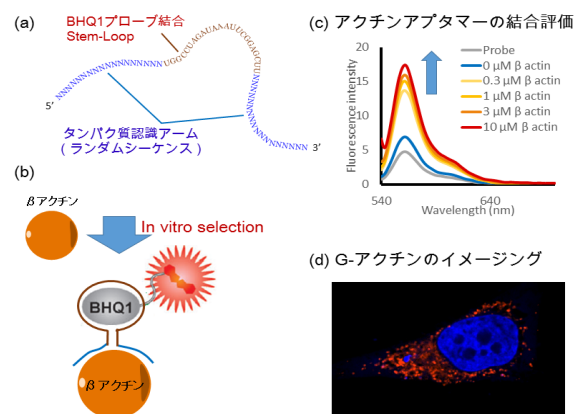 (a)
BHQ1プローブ結合
Stem-Loop
5’
3’
タンパク質認識アーム
(ランダムシーケンス)
(b)
βアクチン
In vitro selection
BHQ1
βアクチン
(c) アクチンアプタマーの結合評価
Fluorescence intensity
20
15
10
5
0
540
640
Wavelength (nm)
Probe
0 μM β actin
0.3 μM β actin
1 μM β actin
3 μM β actin
10 μM β actin
(d) G-アクチンのイメージング